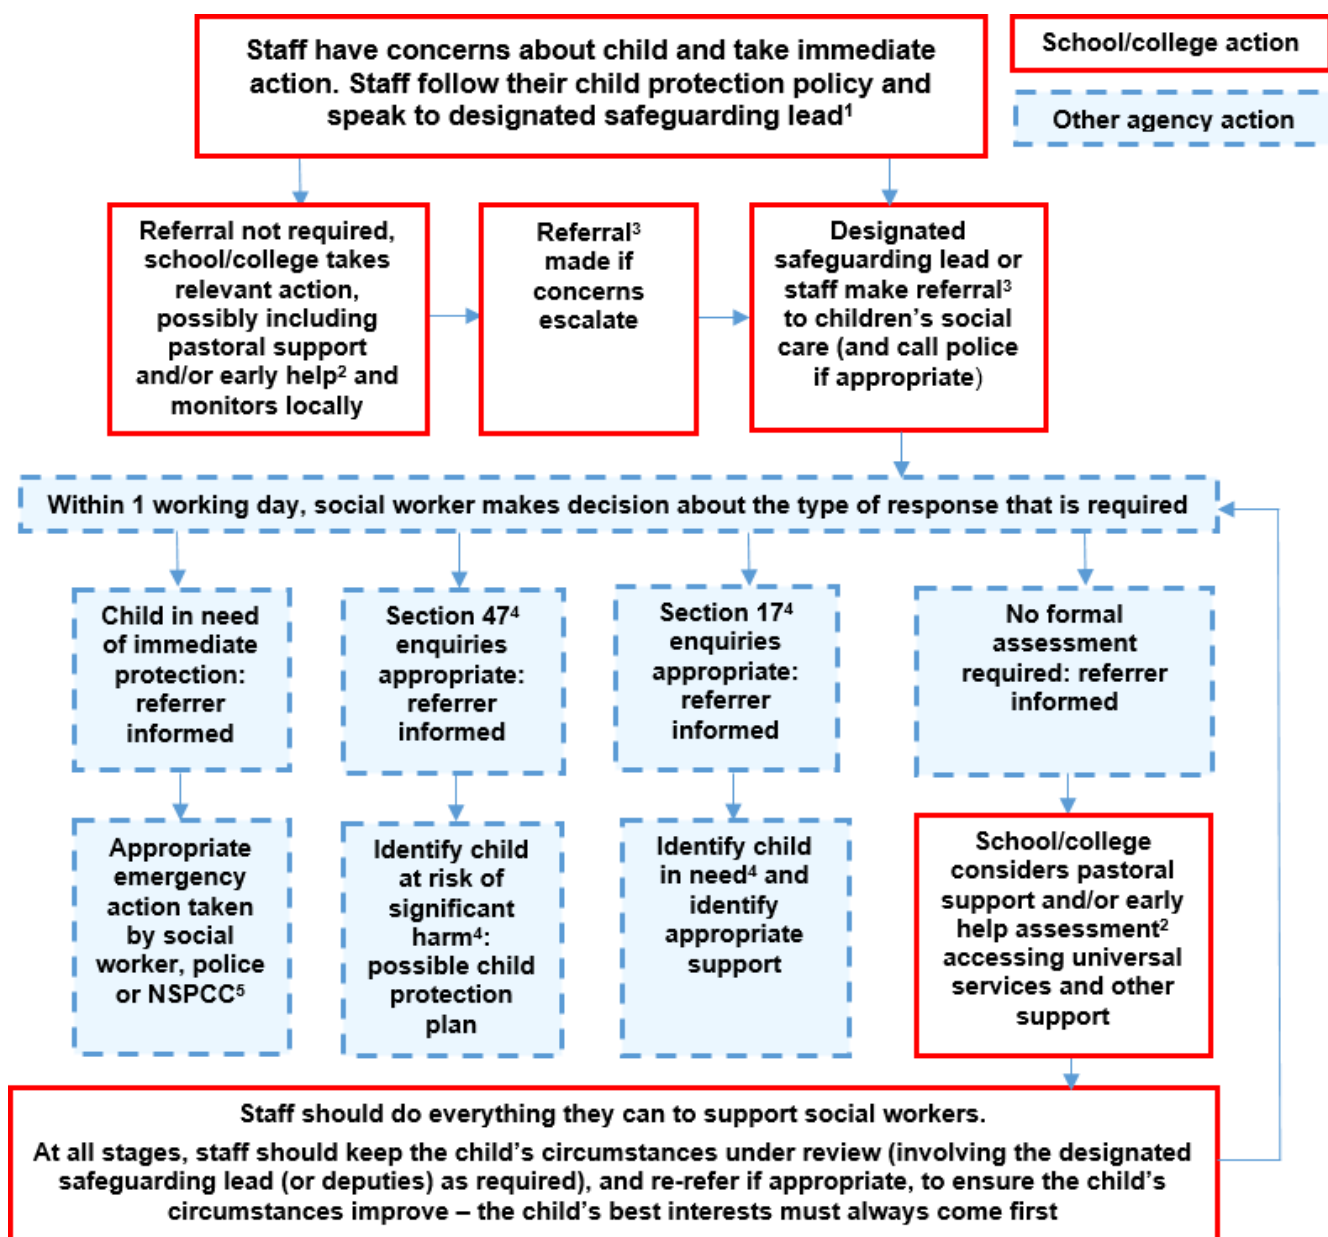 Staff have concerns about child and take immediate
action. Staff follow their child protection policy and
speak to designated safeguarding lead¹
School/college action
Other agency action
Referral not required,
school/college takes
relevant action,
possibly including
pastoral support
and/or early help² and
monitors locally
Referral³
made if
concerns
escalate
Designated
safeguarding lead or
staff make referral³
to children’s social
care (and call police
if appropriate)
Within 1 working day, social worker makes decision about the type of response that is required
Child in need
of immediate
protection:
referrer
informed
Section 47⁴
enquiries
appropriate:
referrer
informed
Section 17⁴
enquiries
appropriate:
referrer
informed
No formal
assessment
required: referrer
informed
Appropriate
emergency
action taken
by social
worker, police
or NSPCC⁵
Identify child
at risk of
significant
harm⁴:
possible child
protection
plan
Identify child
in need⁴ and
identify
appropriate
support
School/college
considers pastoral
support and/or early
help assessment²
accessing universal
services and other
support
Staff should do everything they can to support social workers.
At all stages, staff should keep the child’s circumstances under review (involving the designated
safeguarding lead (or deputies) as required), and re-refer if appropriate, to ensure the child’s
circumstances improve – the child’s best interests must always come first